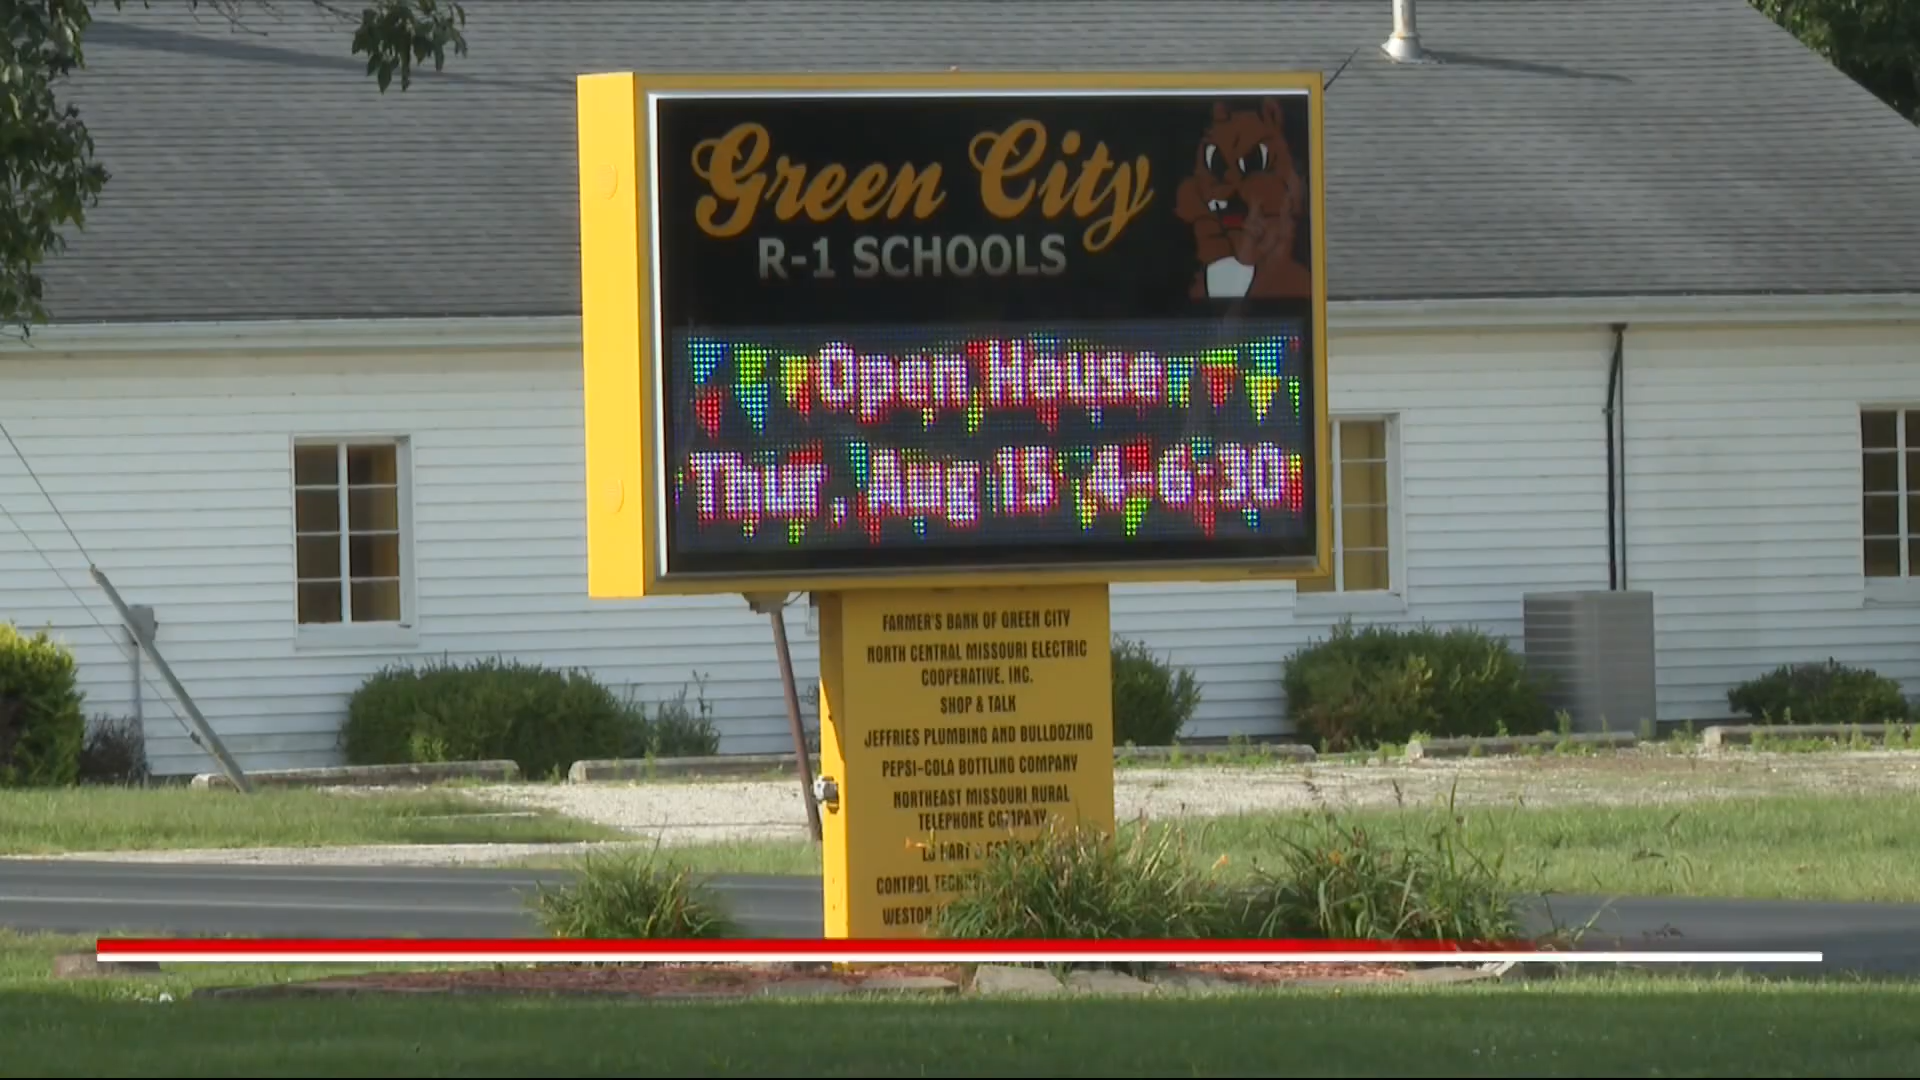 Green City
R-1 SCHOOLS
Open House
Thur, Aug 15 4-6:30
FARMER'S BANK OF GREEN CITY
NORTH CENTRAL MISSOURI ELECTRIC
COOPERATIVE, INC.
SHOP & TALK
JEFFRIES PLUMBING AND BULLDOZING
PEPSI-COLA BOTTLING COMPANY
NORTHEAST MISSOURI RURAL
TELEPHONE COMPANY
CONTROL
WESTON